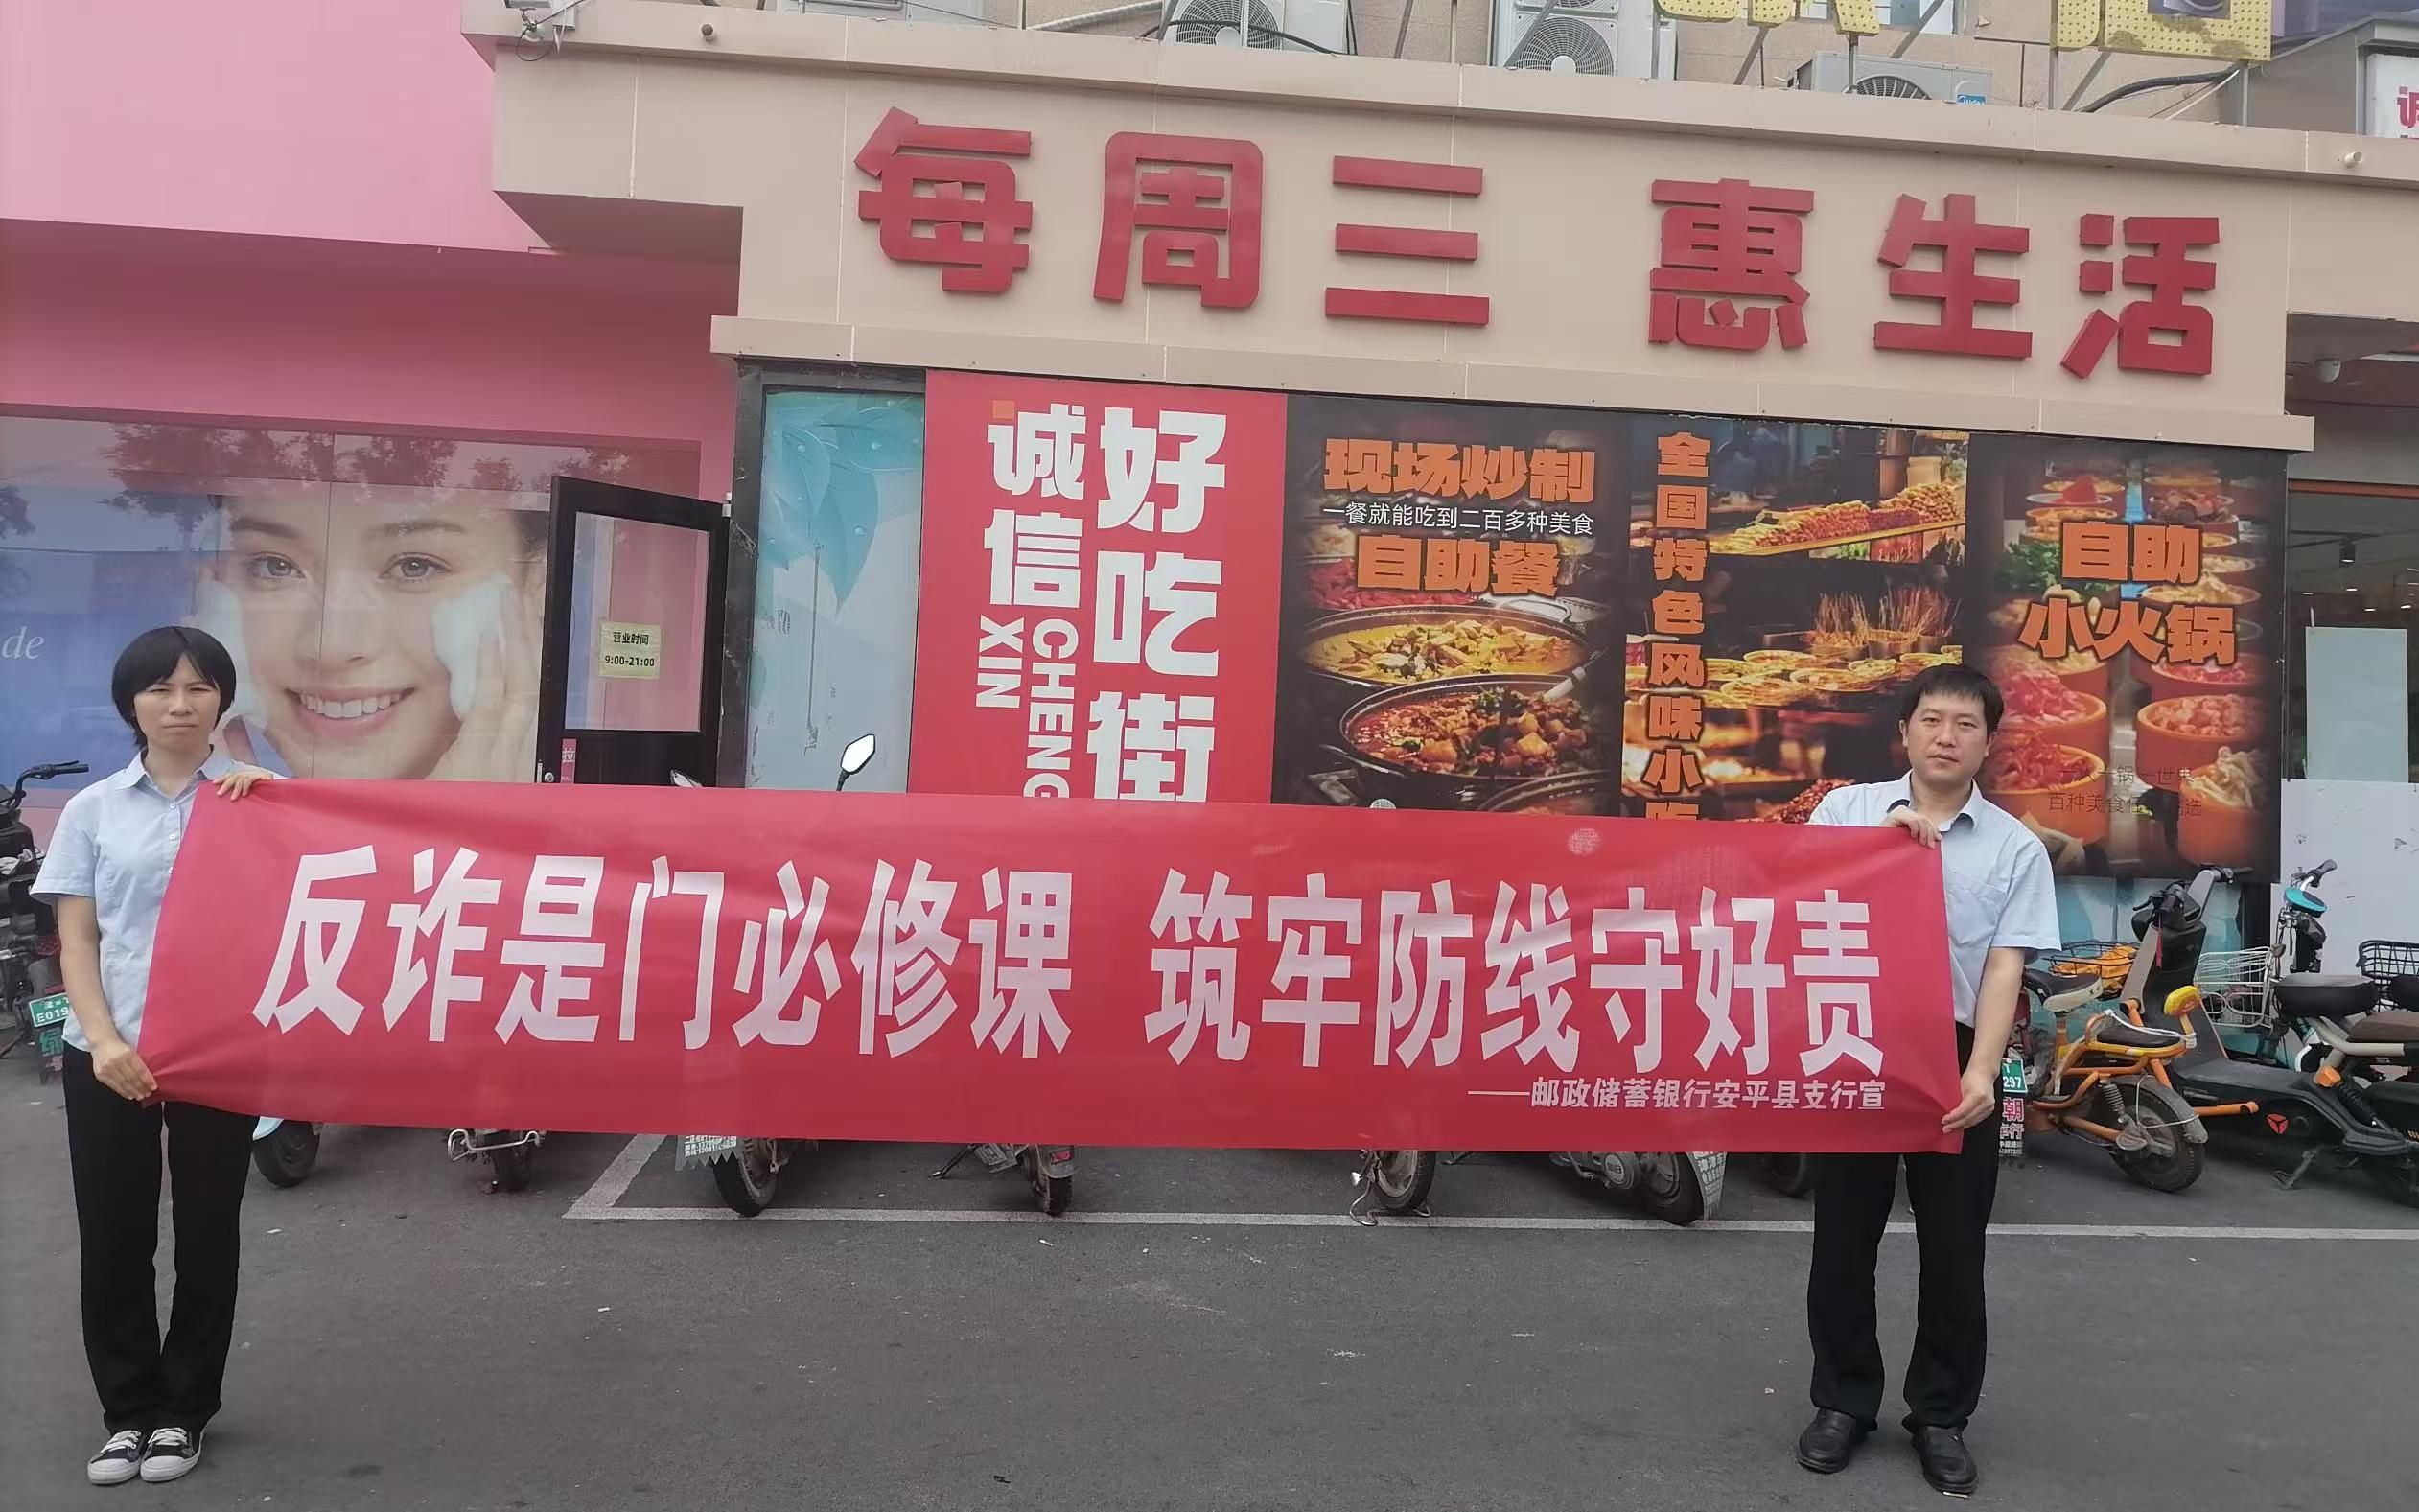 每周三 惠生活
诚信
CHENG
XIN
好吃街
现场炒制
一餐就能吃到二百多种美食
自助餐
全国特色风味小吃
自助
小火锅
de
营业时间
9:00-21:00
反诈是门必修课 筑牢防线守好责
——邮政储蓄银行安平县支行宣
E019
297